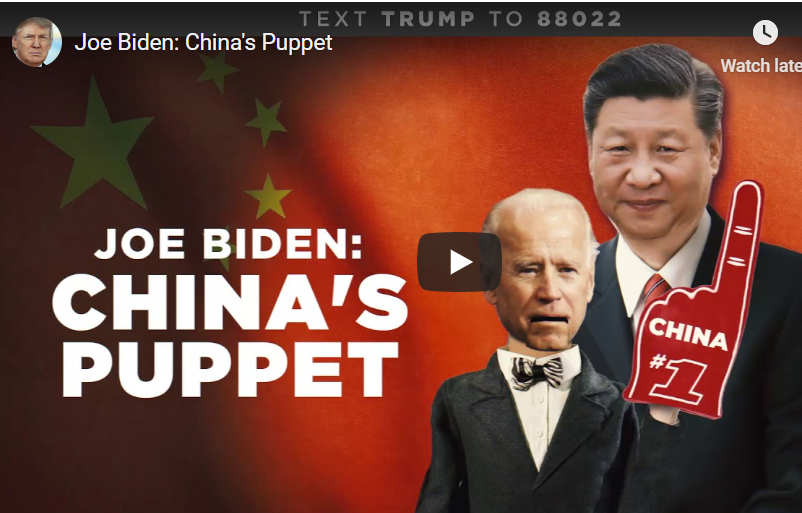 TEXT TRUMP TO 88022
Joe Biden: China's Puppet
Watch late
JOE BIDEN:
CHINA'S
PUPPET
CHINA
#1